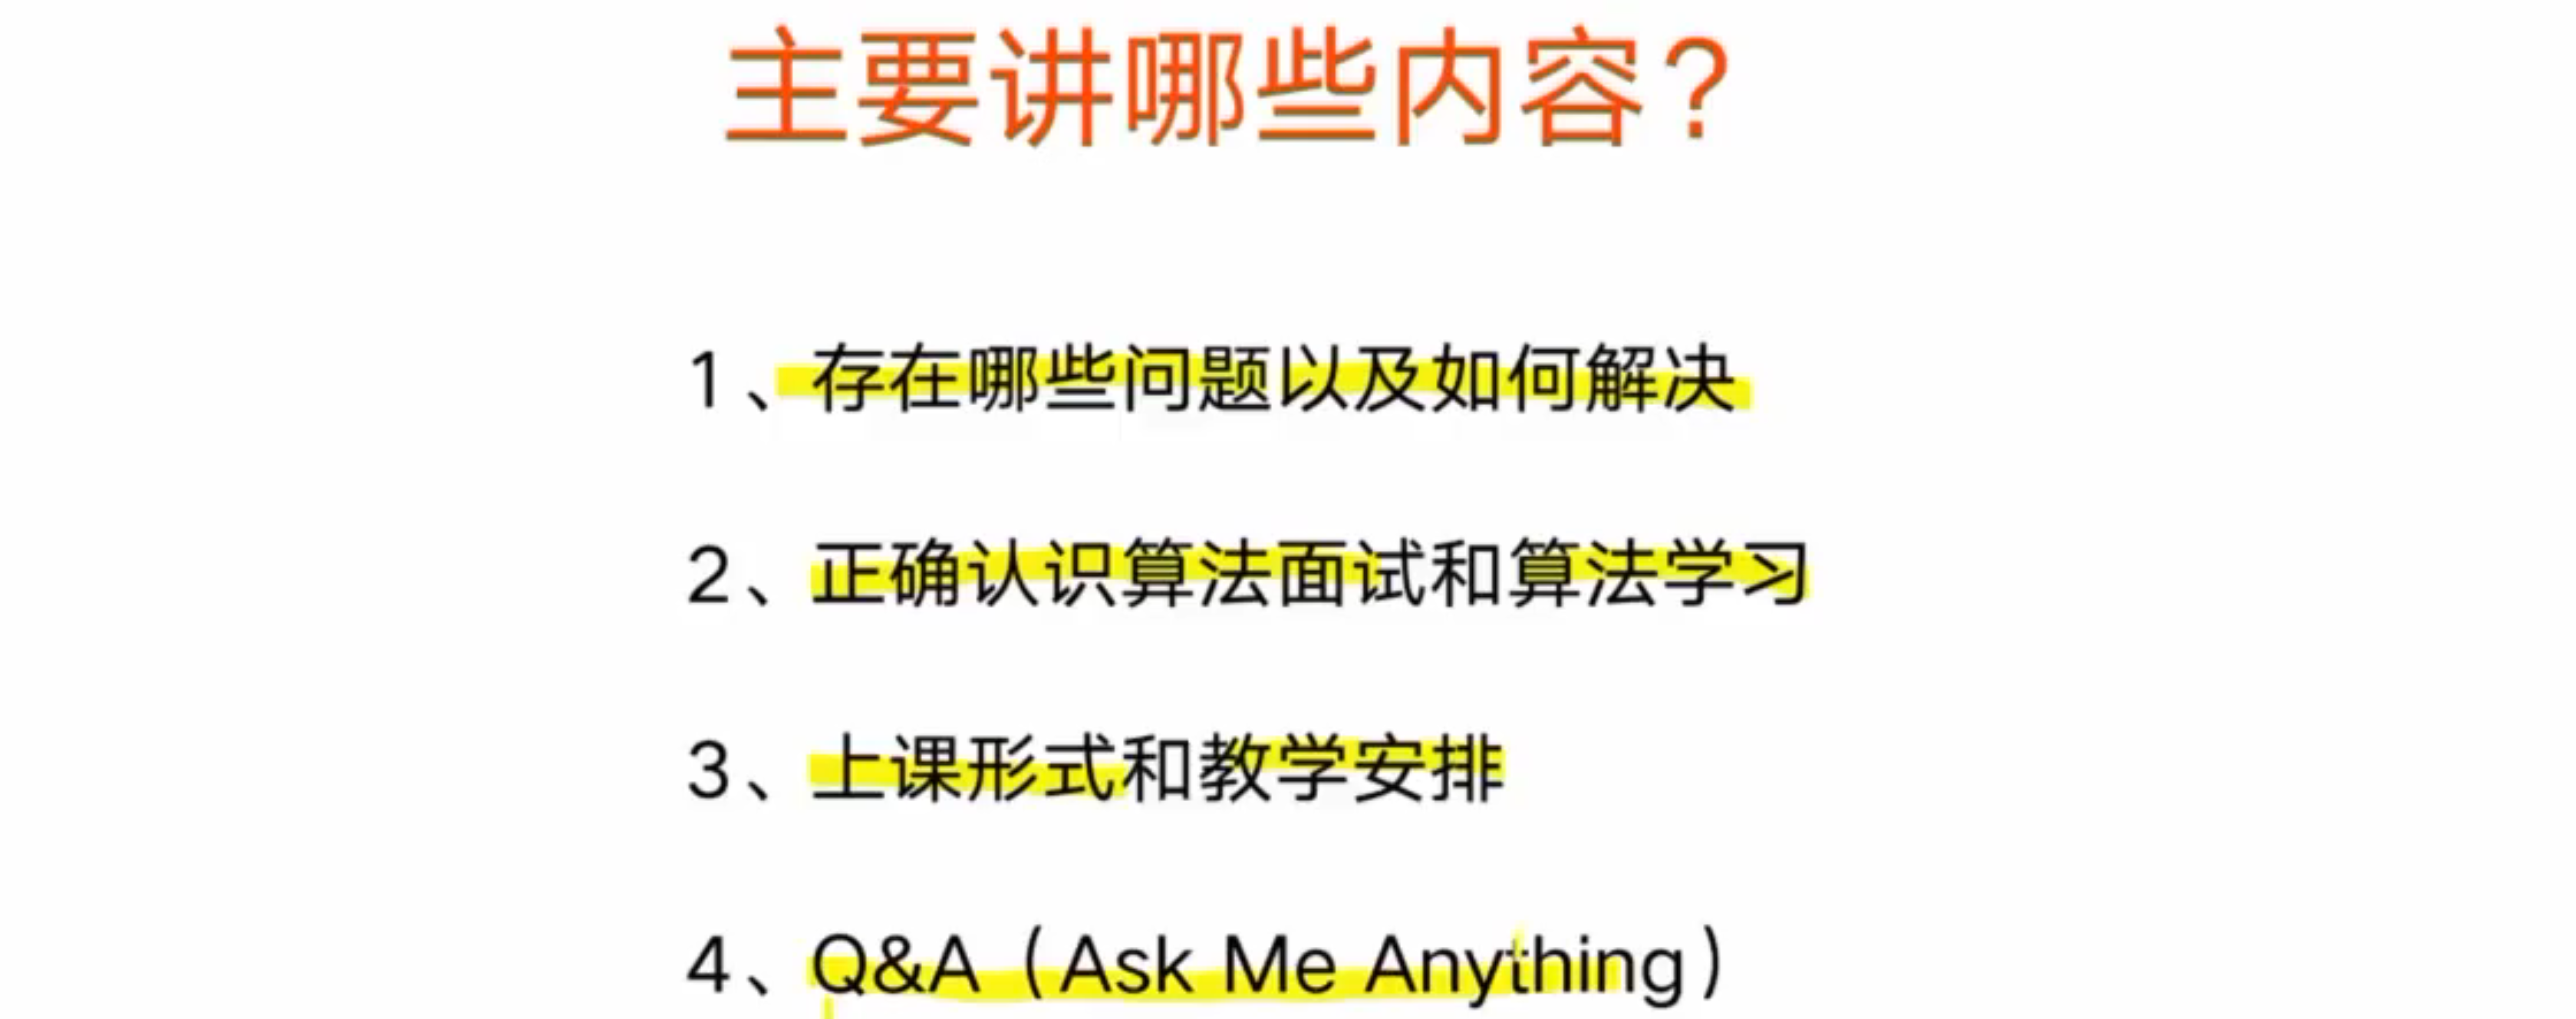 主要讲哪些内容？
1、存在哪些问题以及如何解决
2、正确认识算法面试和算法学习
3、上课形式和教学安排
4、Q&A（Ask Me Anything）